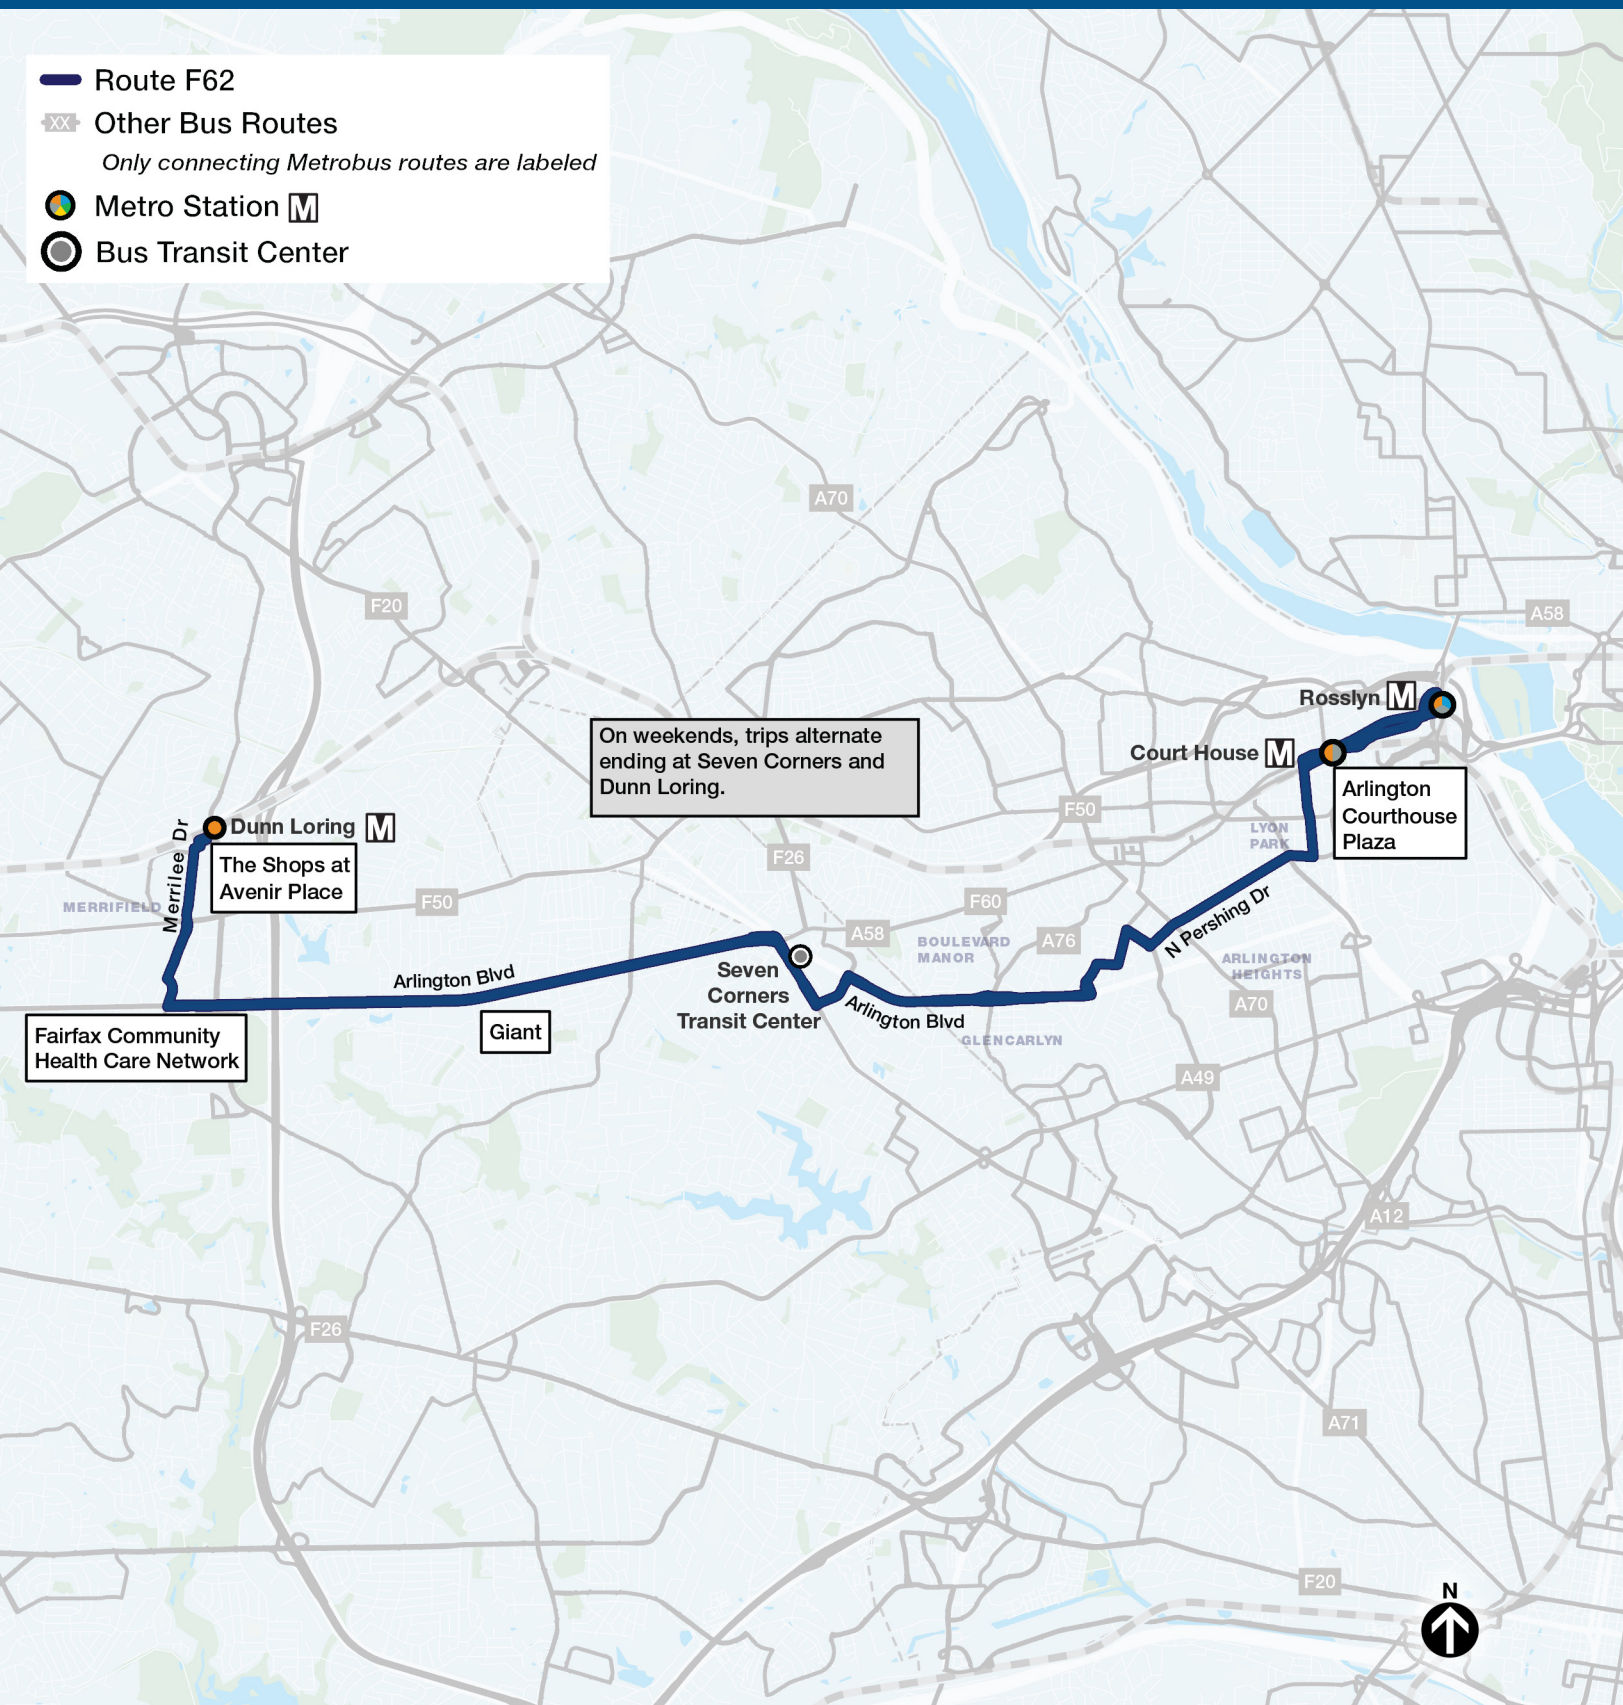 Route F62
XX Other Bus Routes
Only connecting Metrobus routes are labeled
Metro Station M
Bus Transit Center
A70
F20
A58
Rosslyn M
Court House M
On weekends, trips alternate
ending at Seven Corners and
Dunn Loring.
Arlington
Courthouse
Plaza
F50
LYON
PARK
Dunn Loring M
Merrilee Dr
The Shops at
Avenir Place
F26
MERRIFIELD
F50
F60
A58
A76
BOULEVARD
MANOR
N Pershing Dr
ARLINGTON
HEIGHTS
Arlington Blvd
Seven
Corners
Transit Center
Arlington Blvd
A70
Giant
GLENCARLYN
Fairfax Community
Health Care Network
A49
A12
F26
A71
F20
N